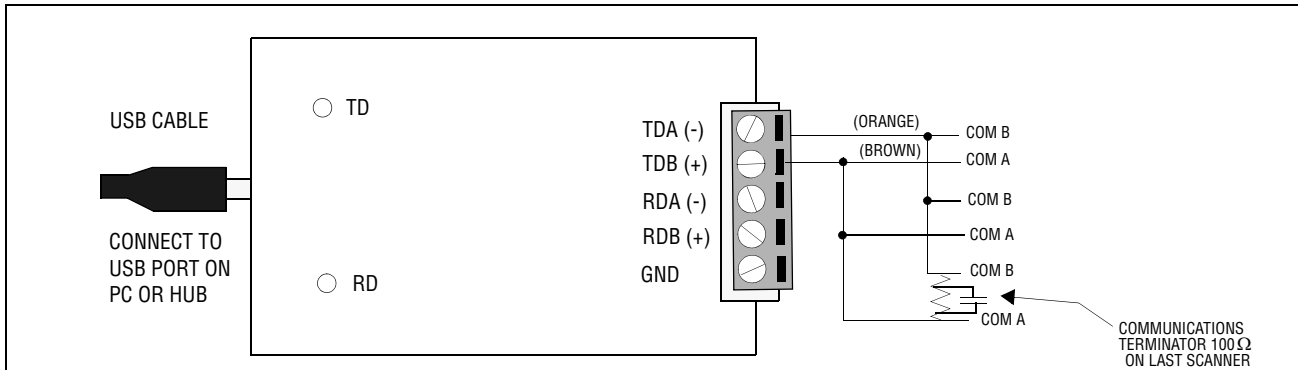 USB CABLE
CONNECT TO
USB PORT ON
PC OR HUB
TD
RD
TDA (-)
TDB (+)
RDA (-)
RDB (+)
GND
(ORANGE)
(BROWN)
COM B
COM A
COM B
COM A
COM B
COM A
COMMUNICATIONS
TERMINATOR 100Ω
ON LAST SCANNER